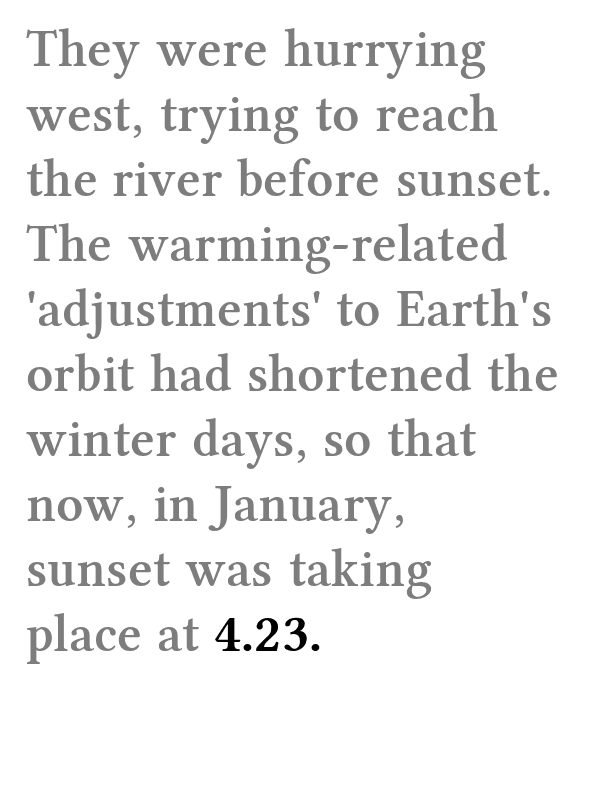 They were hurrying
west, trying to reach
the river before sunset.
The warming-related
'adjustments' to Earth's
orbit had shortened the
winter days, so that
now, in January,
sunset was taking
place at 4.23.